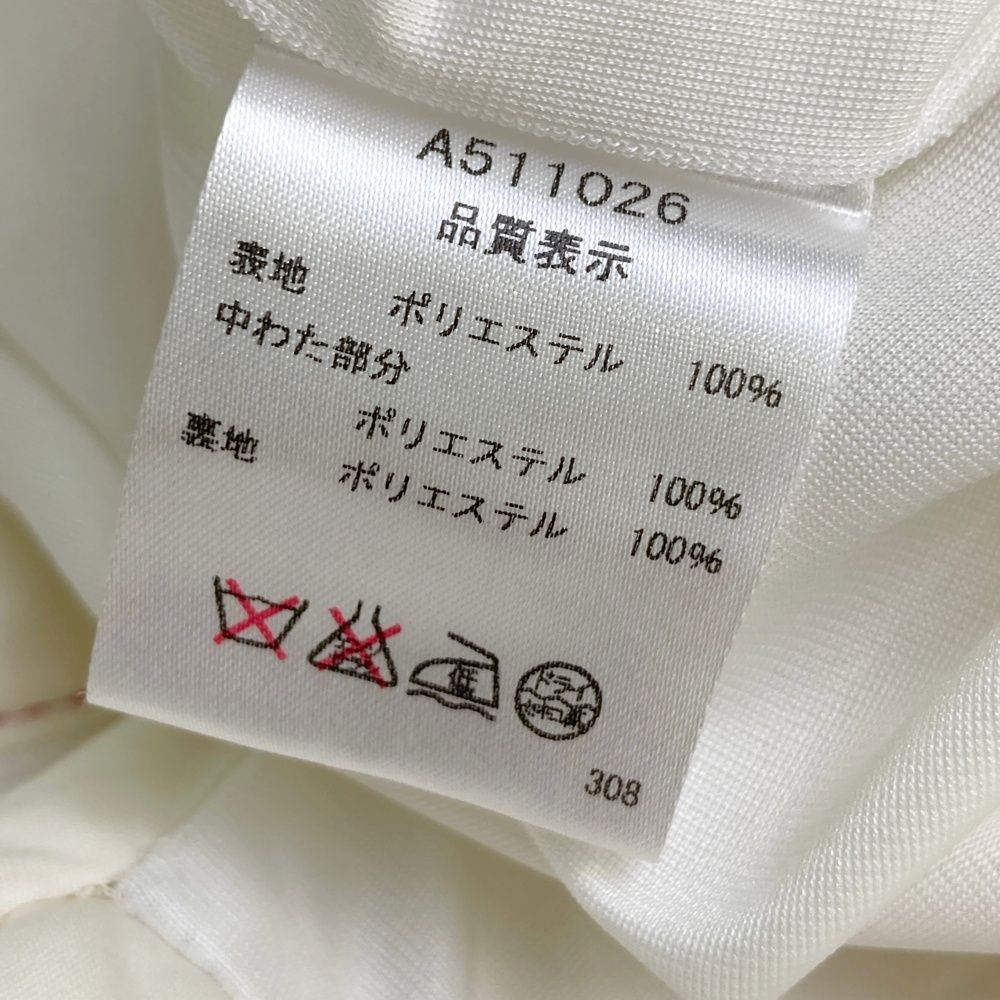 A511026
品質表示
表地 ポリエステル 100%
中わた部分
ポリエステル 100%
裏地 ポリエステル 100%
低 ドライ
308